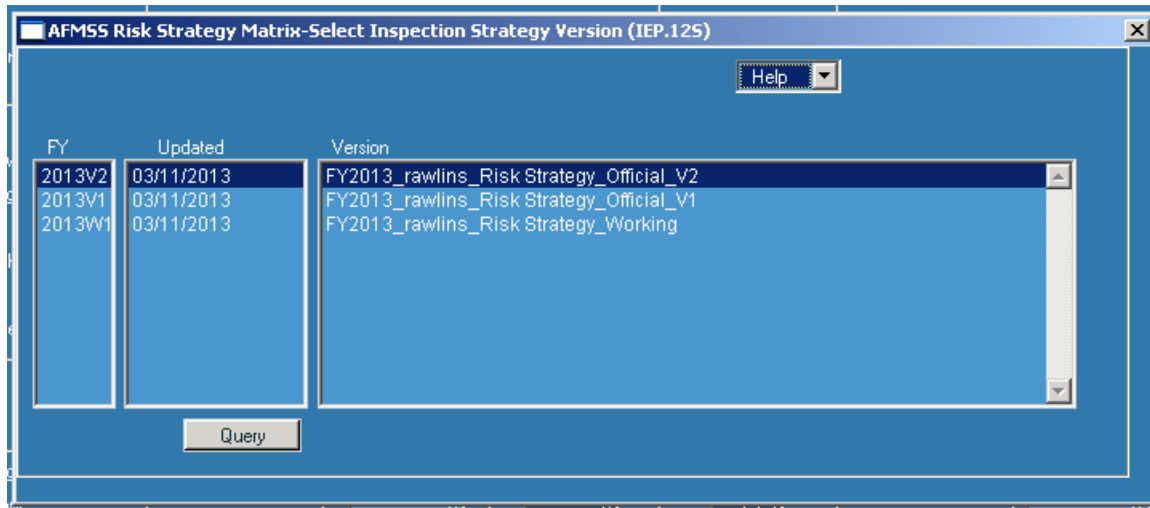 AFMSS Risk Strategy Matrix-Select Inspection Strategy Version (IEP.12S)
Help
FY Updated Version
2013V2 03/11/2013 FY2013_rawlins_Risk Strategy_Official_V2
2013V1 03/11/2013 FY2013_rawlins_Risk Strategy_Official_V1
2013W1 03/11/2013 FY2013_rawlins_Risk Strategy_Working
Query